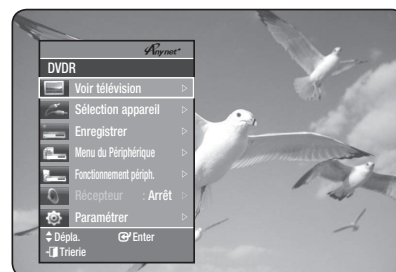 Anynet+
DVDR
Voir télévision
Sélection appareil
Enregistrer
Menu du Périphérique
Fonctionnement périph.
Récepteur : Arrêt
Paramétrer
Dépla. Enter
Trierie